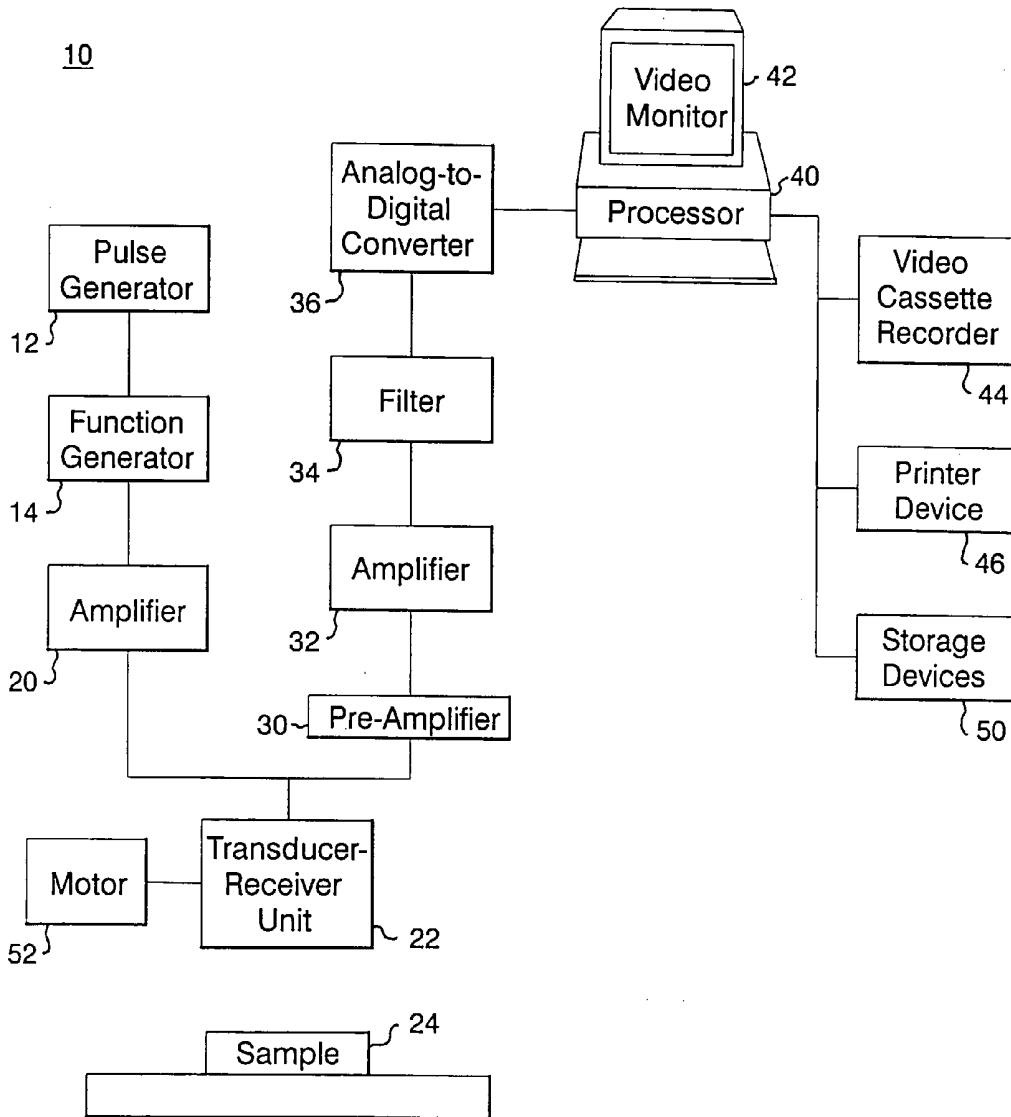 10
Video
Monitor
42
Analog-to-
Digital
Converter
36
Processor
40
Pulse
Generator
12
Video
Cassette
Recorder
44
Filter
34
Function
Generator
14
Printer
Device
46
Amplifier
32
Amplifier
20
Storage
Devices
50
30
Pre-Amplifier
Motor
52
Transducer-
Receiver
Unit
22
24
Sample